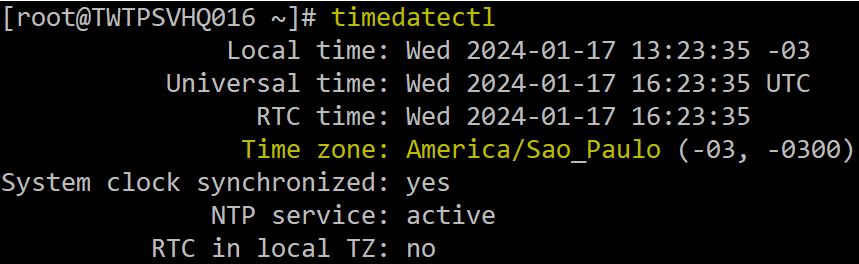 [root@TWTPSVHQ016 ~]# timedatectl
Local time: Wed 2024-01-17 13:23:35 -03
Universal time: Wed 2024-01-17 16:23:35 UTC
RTC time: Wed 2024-01-17 16:23:35
Time zone: America/Sao_Paulo (-03, -0300)
System clock synchronized: yes
NTP service: active
RTC in local TZ: no